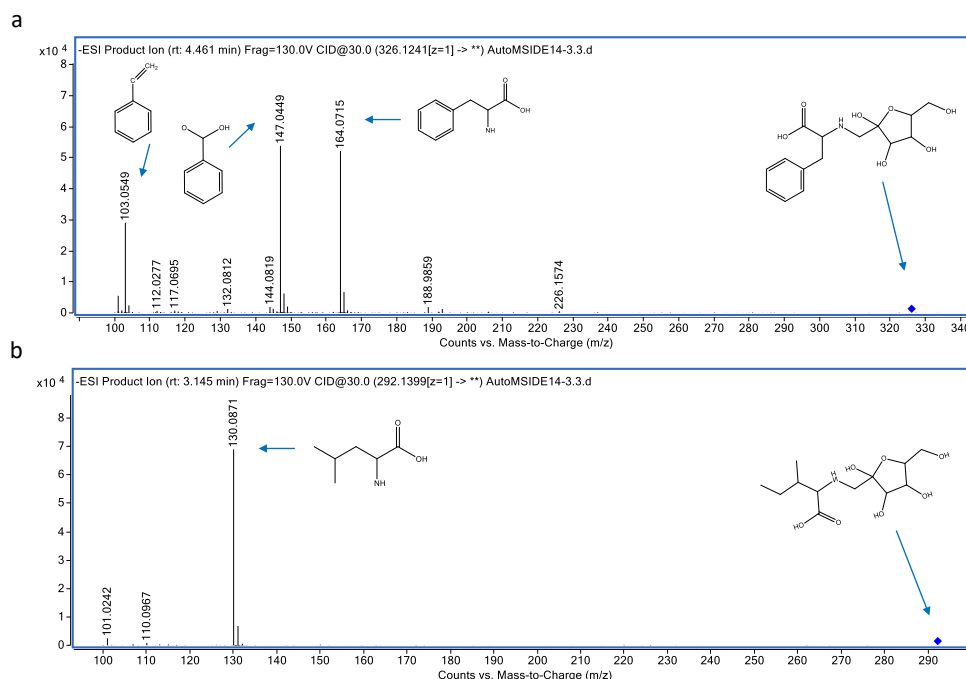 a
-ESI Product Ion (rt: 4.461 min) Frag=130.0V CID@30.0 (326.1241[z=1] -> **) AutoMSIDE14-3.3.d
x10 4
8
7
6
5
4
3
2
1
0
103.0549
112.0277
117.0695
132.0812
144.0819
147.0449
164.0715
188.9859
226.1574
CH2
C
O
OH
O
OH
NH
O
HO
H
N
HO
O
OH
HO
OH
100 110 120 130 140 150 160 170 180 190 200 210 220 230 240 250 260 270 280 290 300 310 320 330 340
Counts vs. Mass-to-Charge (m/z)
b
-ESI Product Ion (rt: 3.145 min) Frag=130.0V CID@30.0 (292.1399[z=1] -> **) AutoMSIDE14-3.3.d
x10 4
8
7
6
5
4
3
2
1
0
101.0242
110.0967
130.0871
O
OH
NH
H
N
HO
O
OH
HO
O
HO
OH
100 110 120 130 140 150 160 170 180 190 200 210 220 230 240 250 260 270 280 290
Counts vs. Mass-to-Charge (m/z)